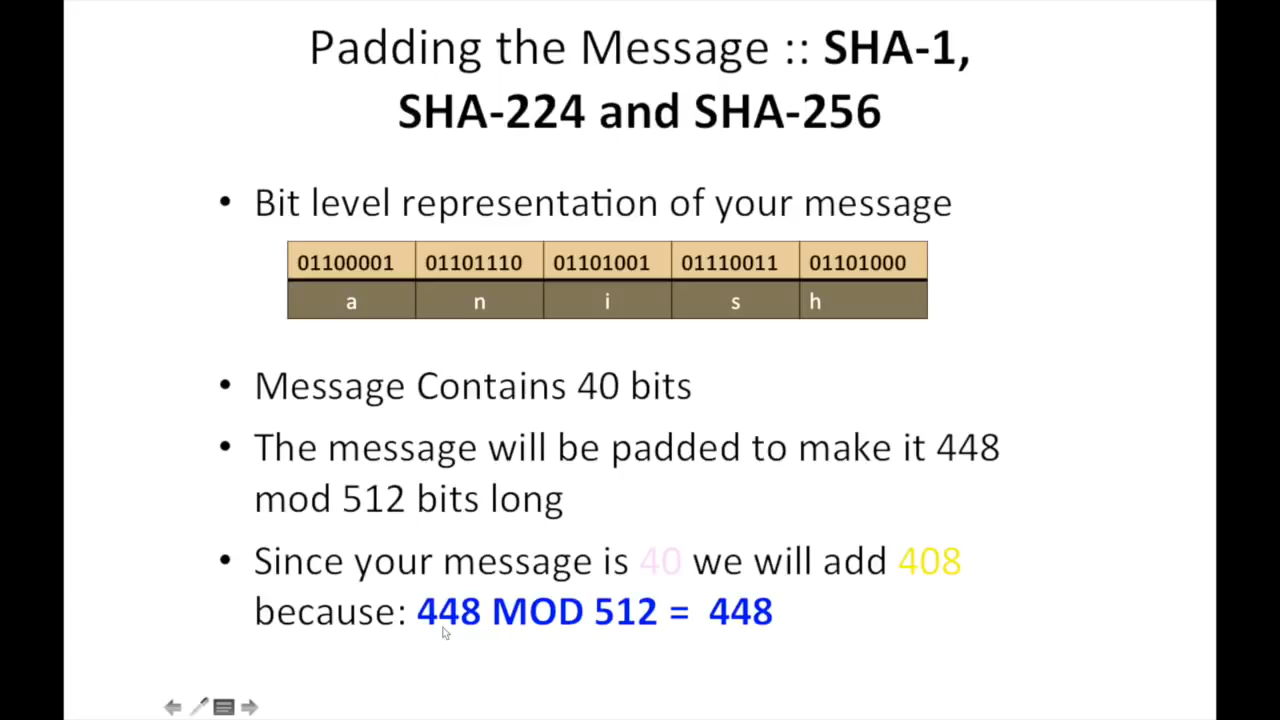 Padding the Message :: SHA-1,
SHA-224 and SHA-256
• Bit level representation of your message
01100001 01101110 01101001 01110011 01101000
a n i s h
• Message Contains 40 bits
• The message will be padded to make it 448
mod 512 bits long
• Since your message is 40 we will add 408
because: 448 MOD 512 = 448